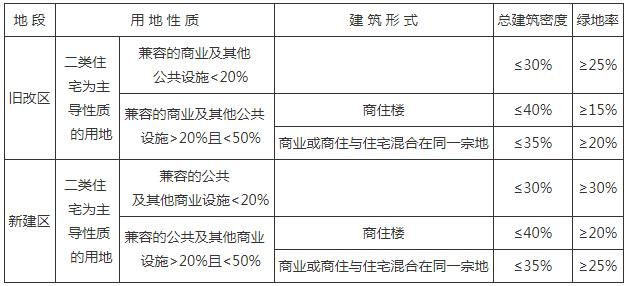 地段 用地性质 建筑形式 总建筑密度 绿地率
旧改区
二类住
宅为主
导性质
的用地
兼容的商业及其他
公共设施<20%
≤30% ≥25%
兼容的商业及其他公共
设施>20%且<50%
商住楼 ≤40% ≥15%
商业或商住与住宅混合在同一宗地 ≤35% ≥20%
新建区
二类住
宅为主
导性质
的用地
兼容的公共
及其他商业设施<20%
≤30% ≥30%
兼容的公共及其他商业
设施>20%且<50%
商住楼 ≤40% ≥20%
商业或商住与住宅混合在同一宗地 ≤35% ≥25%